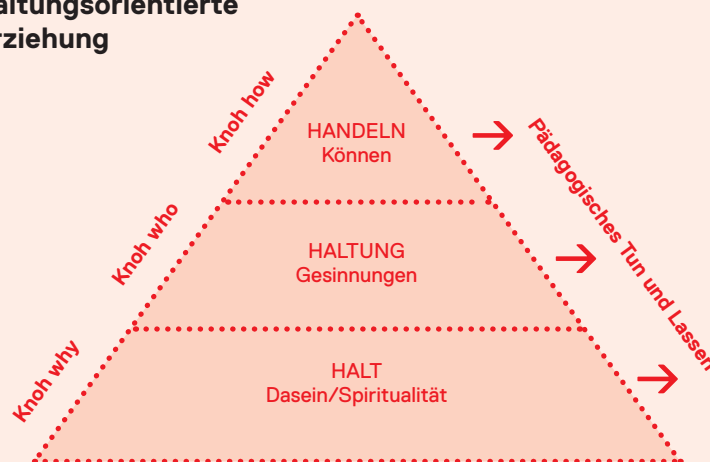 altungsorientierte
rziehung
Knoh how
HANDELN
Können
Knoh who
HALTUNG
Gesinnungen
Knoh why
HALT
Dasein/Spiritualität
Pädagogisches Tun und Lassen